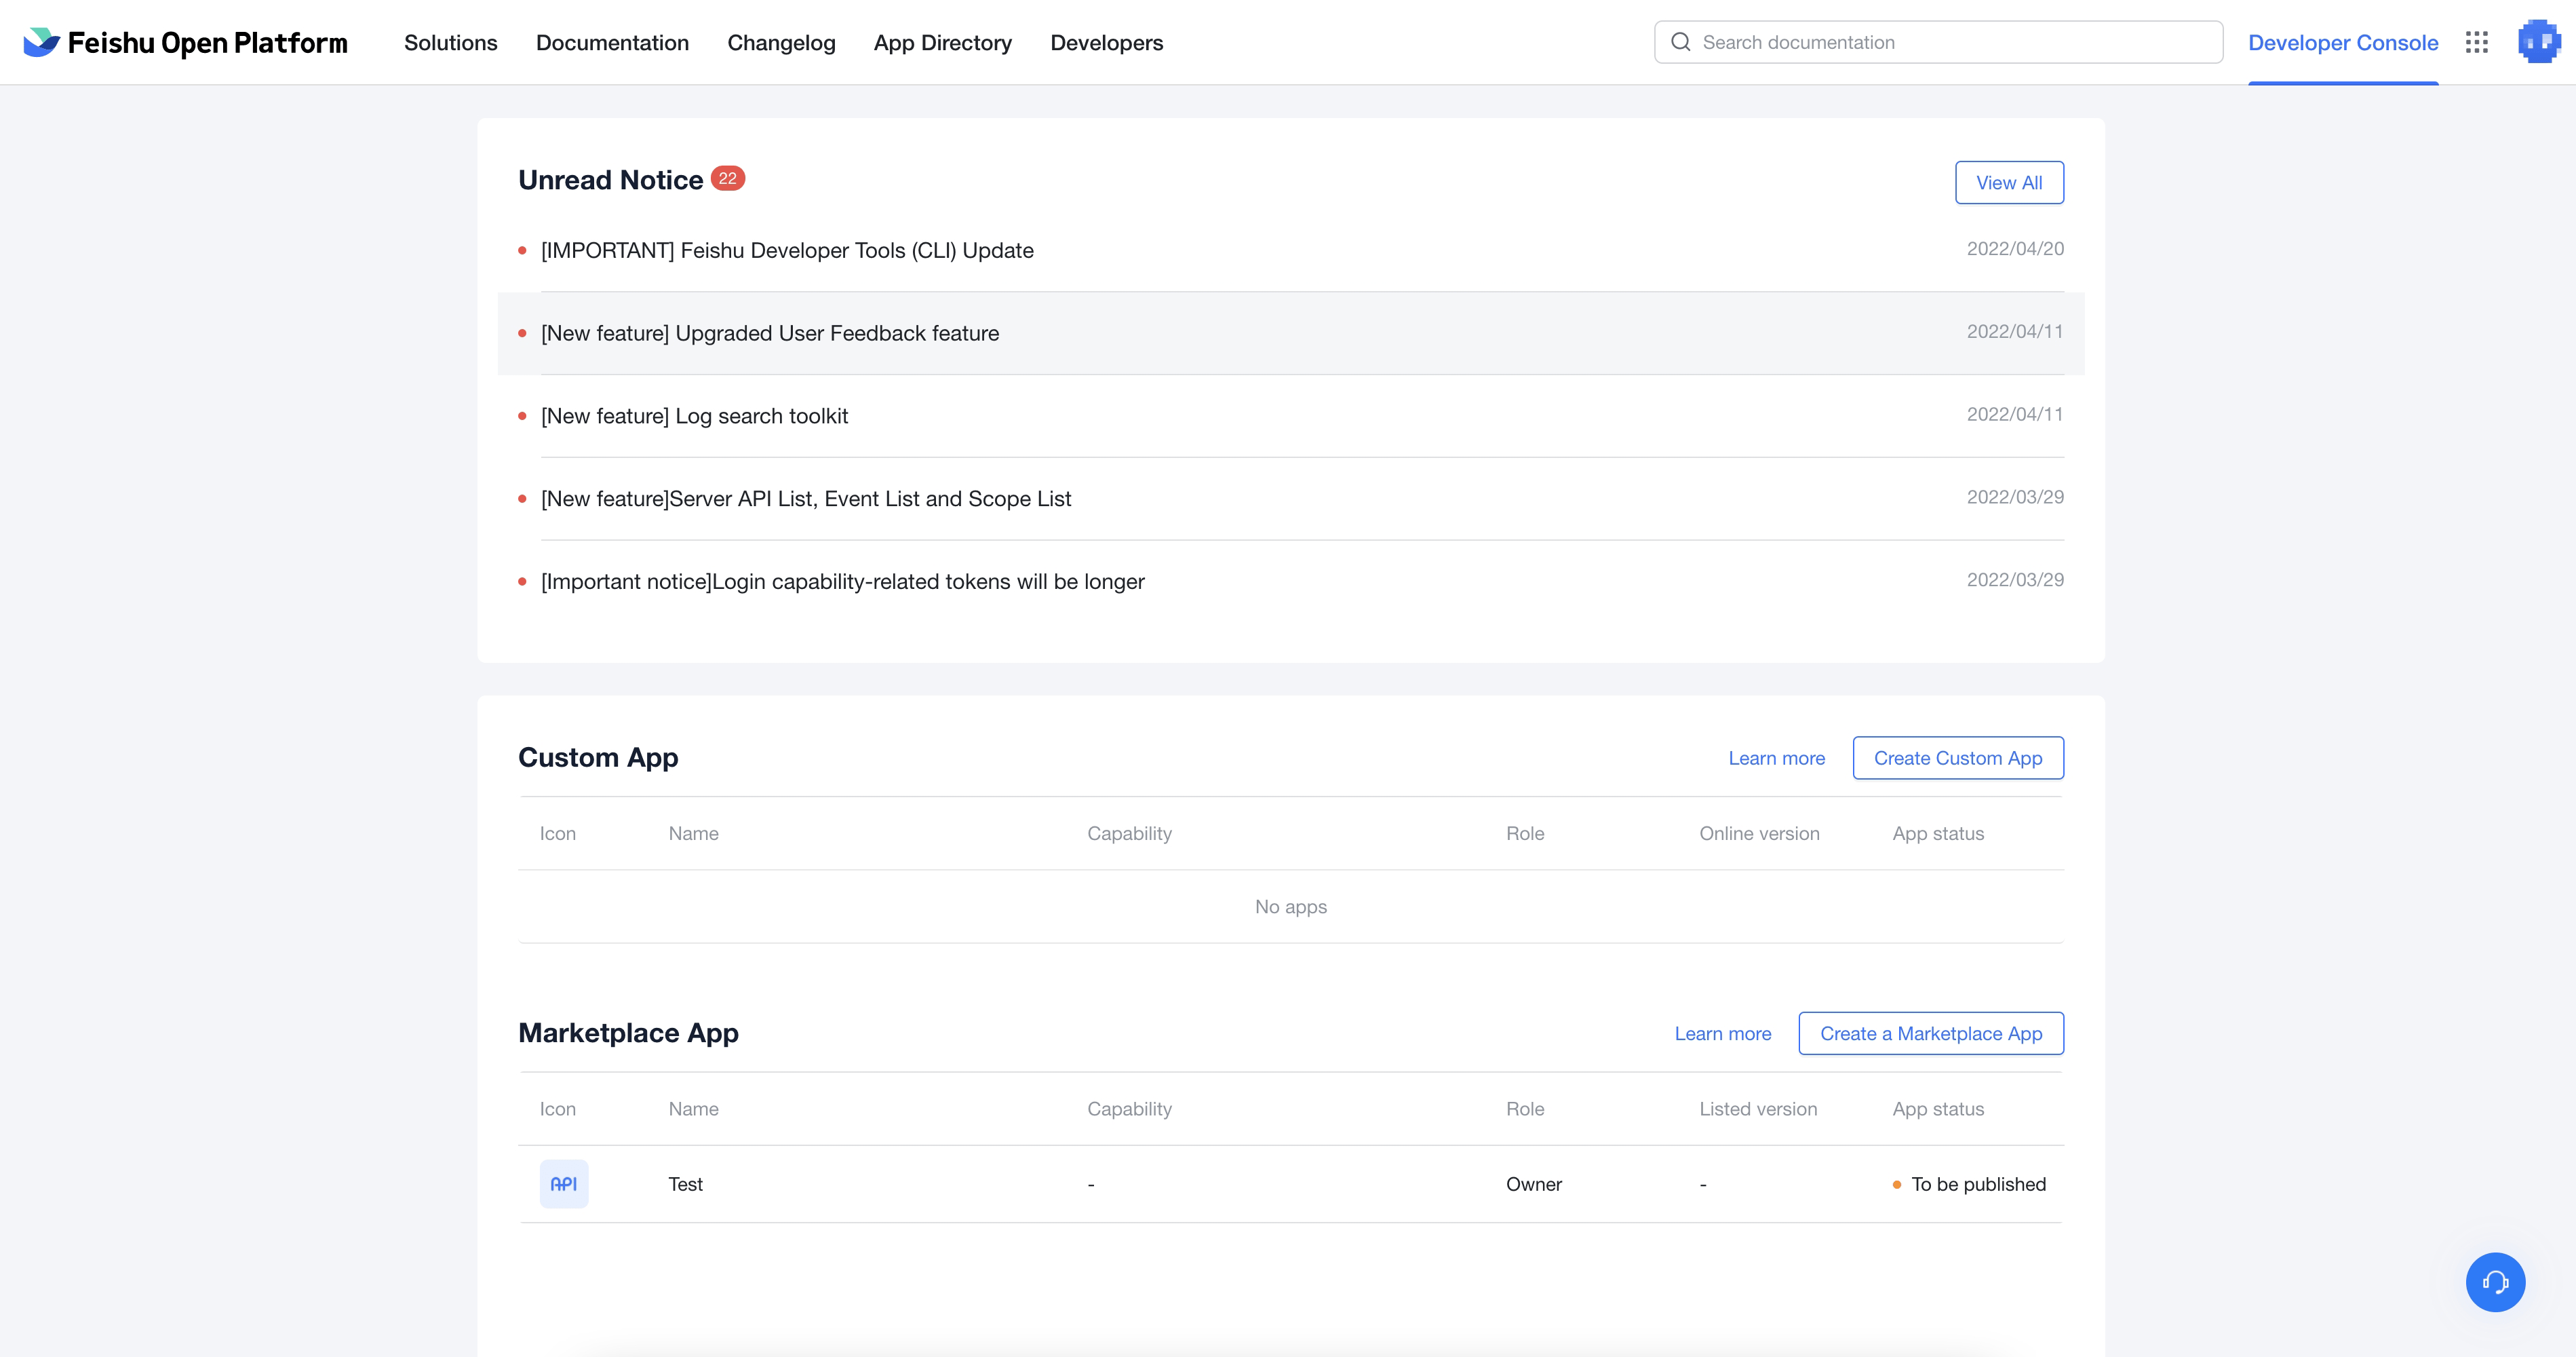 Feishu Open Platform Solutions Documentation Changelog App Directory Developers Search documentation Developer Console
Unread Notice 22 View All
[IMPORTANT] Feishu Developer Tools (CLI) Update 2022/04/20
[New feature] Upgraded User Feedback feature 2022/04/11
[New feature] Log search toolkit 2022/04/11
[New feature]Server API List, Event List and Scope List 2022/03/29
[Important notice]Login capability-related tokens will be longer 2022/03/29
Custom App Learn more Create Custom App
Icon Name Capability Role Online version App status
No apps
Marketplace App Learn more Create a Marketplace App
Icon Name Capability Role Listed version App status
API Test - Owner - To be published